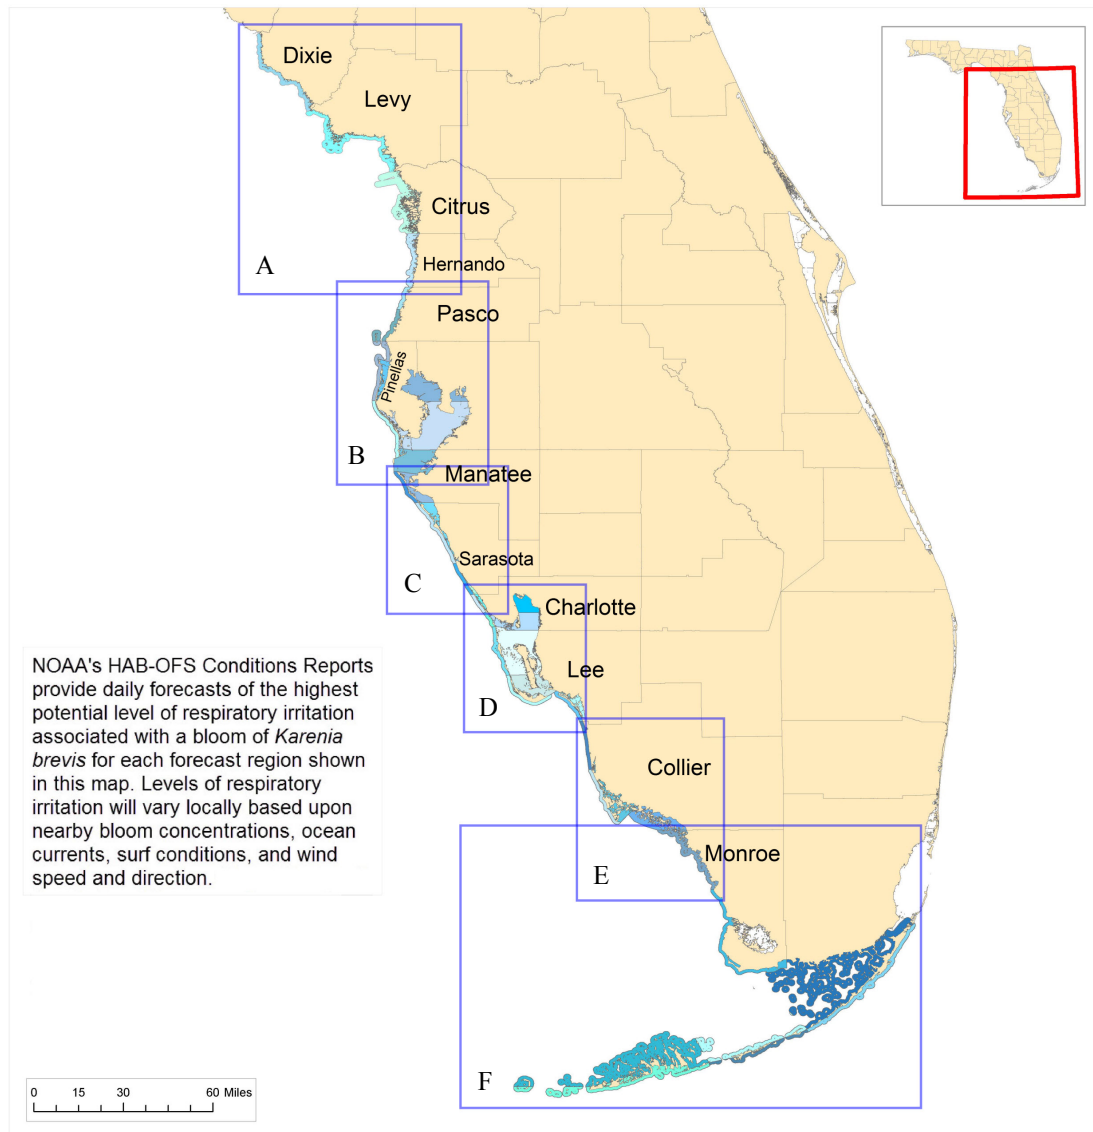 Dixie
Levy
Citrus
A
Hernando
Pasco
Pinellas
B
Manatee
Sarasota
C
Charlotte
NOAA's HAB-OFS Conditions Reports
provide daily forecasts of the highest
potential level of respiratory irritation
associated with a bloom of Karenia
brevis for each forecast region shown
in this map. Levels of respiratory
irritation will vary locally based upon
nearby bloom concentrations, ocean
currents, surf conditions, and wind
speed and direction.
Lee
D
Collier
Monroe
E
F
0 15 30 60 Miles